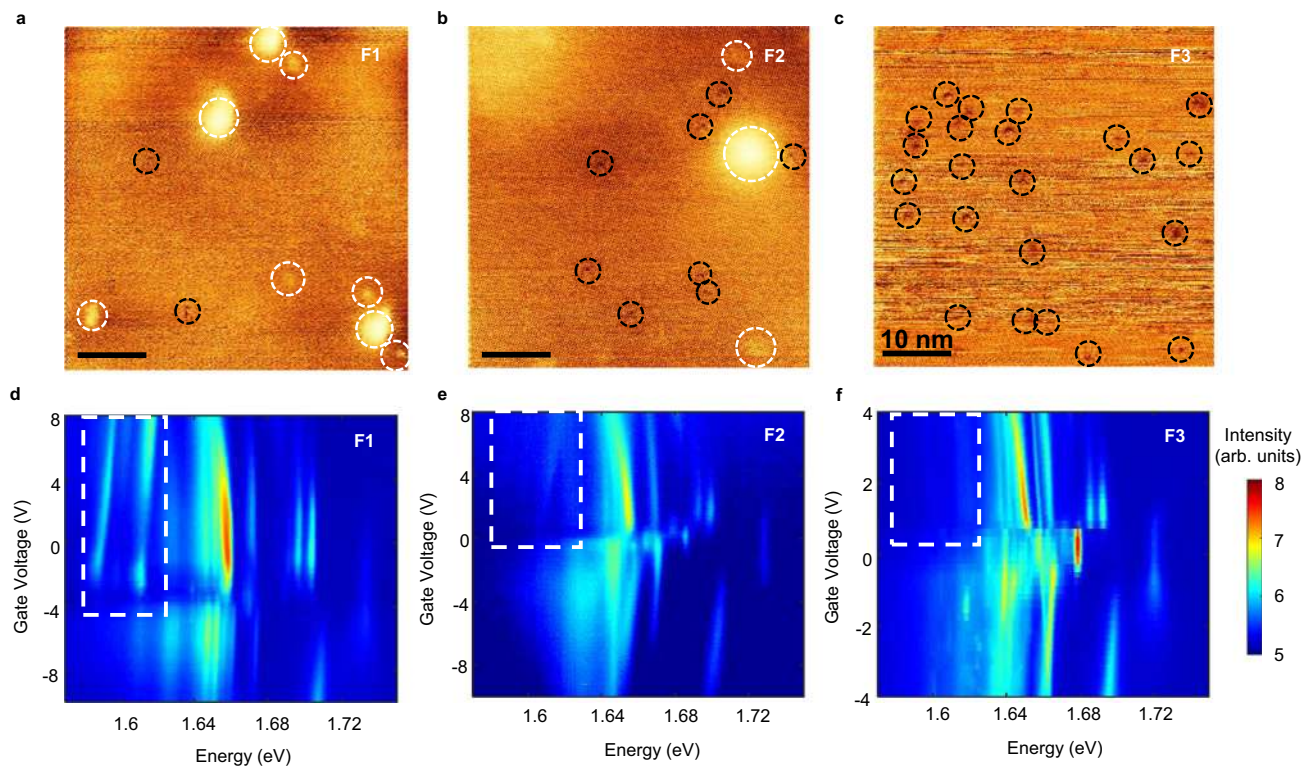 a
b
c
F1
F2
F3
10 nm
d
e
f
8
4
0
-4
-8
Gate Voltage (V)
F1
1.6
1.64
1.68
1.72
Energy (eV)
8
4
0
-4
-8
Gate Voltage (V)
F2
1.6
1.64
1.68
1.72
Energy (eV)
4
2
0
-2
-4
Gate Voltage (V)
F3
1.6
1.64
1.68
1.72
Energy (eV)
Intensity
(arb. units)
8
7
6
5